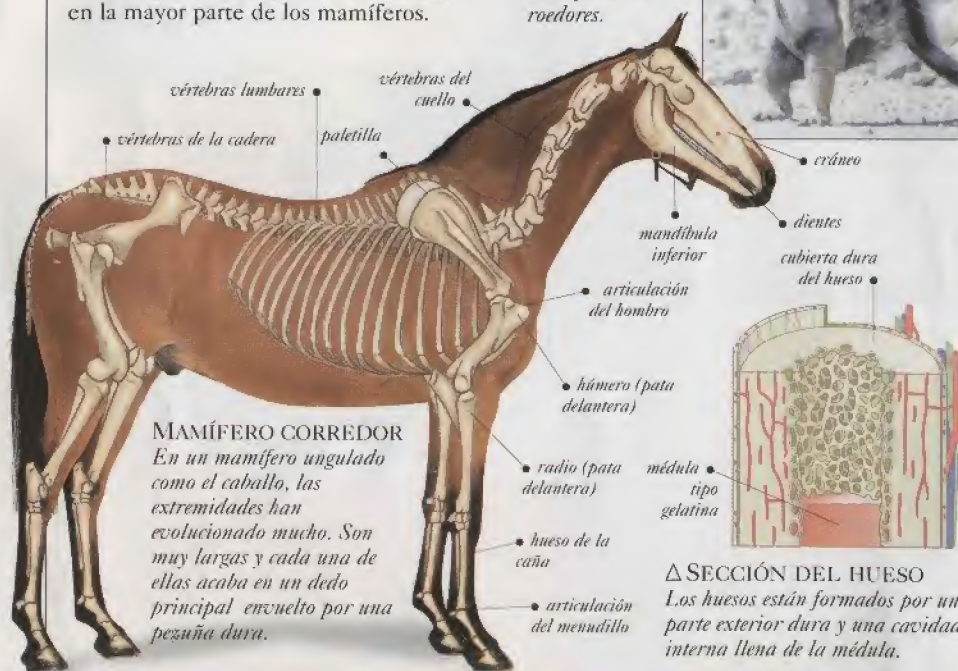 en la mayor parte de los mamíferos.
roedores.
vértebras lumbares
vértebras del
cuello
vértebras de la cadera
paletilla
cráneo
dientes
mandíbula
inferior
cubierta dura
del hueso
articulación
del hombro
húmero (pata
delantera)
radio (pata
delantera)
médula
tipo
gelatina
hueso de la
caña
articulación
del menudillo
MAMÍFERO CORREDOR
En un mamífero ungulado
como el caballo, las
extremidades han
evolucionado mucho. Son
muy largas y cada una de
ellas acaba en un dedo
principal envuelto por una
pezuña dura.
△ SECCIÓN DEL HUESO
Los huesos están formados por un
parte exterior dura y una cavidad
interna llena de la médula.